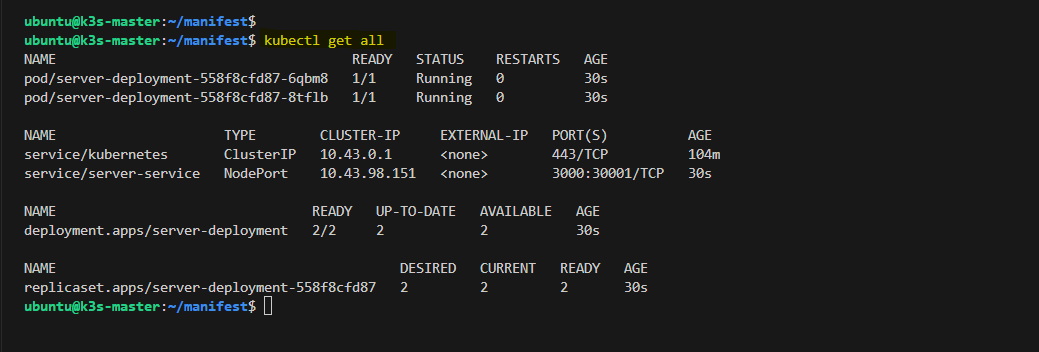 ubuntu@k3s-master:~/manifest$
ubuntu@k3s-master:~/manifest$ kubectl get all
NAME                                     READY   STATUS    RESTARTS   AGE
pod/server-deployment-558f8cfd87-6qbm8   1/1     Running   0          30s
pod/server-deployment-558f8cfd87-8tflb   1/1     Running   0          30s

NAME                     TYPE        CLUSTER-IP     EXTERNAL-IP   PORT(S)          AGE
service/kubernetes       ClusterIP   10.43.0.1      <none>        443/TCP          104m
service/server-service   NodePort    10.43.98.151   <none>        3000:30001/TCP   30s

NAME                                READY   UP-TO-DATE   AVAILABLE   AGE
deployment.apps/server-deployment   2/2     2            2           30s

NAME                                           DESIRED   CURRENT   READY   AGE
replicaset.apps/server-deployment-558f8cfd87   2         2         2       30s
ubuntu@k3s-master:~/manifest$